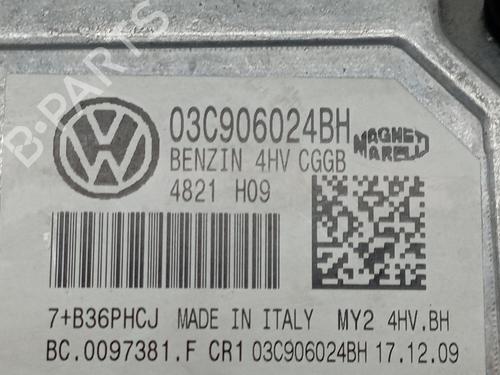 B-PARTS
03C906024BH
BENZIN 4HV CGGB
MAGNETI MARELLI
4821 H09
7+B36PHCJ MADE IN ITALY MY2 4HV.BH
BC.0097381.F CR1 03C906024BH 17.12.09